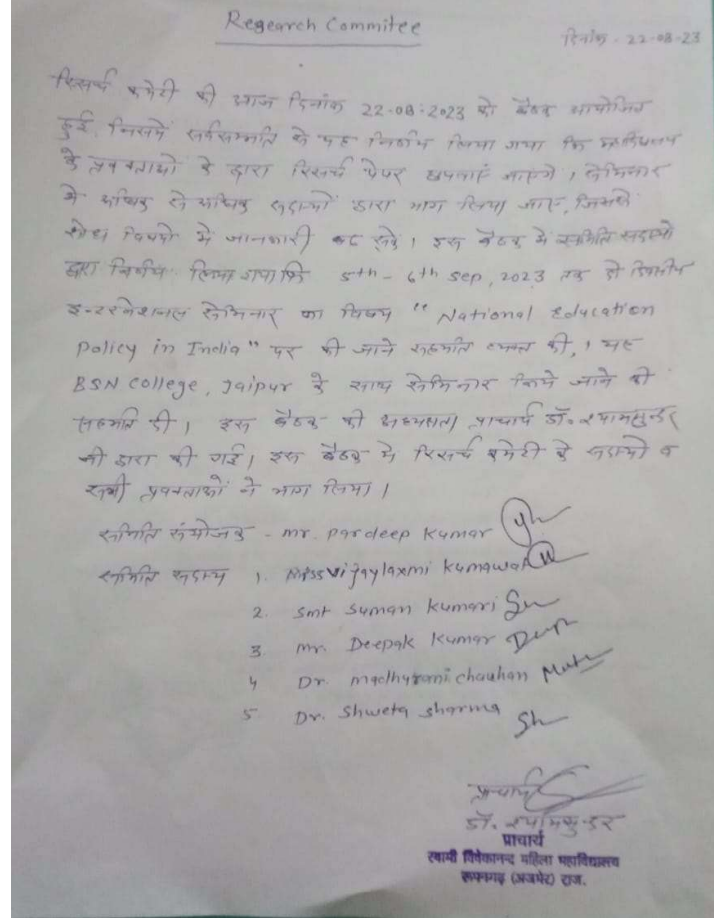 Research Commitee
दिनांक - 22-08-23
रिसर्च कमेटी की आज दिनांक 22-08-2023 को बैठक आयोजित
हुई, जिसमें सर्वसम्मति से यह निर्णय लिया गया कि महाविद्यालय
के प्रवक्ताओं के द्वारा रिसर्च पेपर छपवाएं जाएंगे। सेमिनार
में अधिक से अधिक सदस्यों द्वारा भाग लिया जाए, जिससे
शोध विषयों में जानकारी बढ़ सके। इस बैठक में समिति सदस्यों
द्वारा निर्णय लिया गया कि 5th - 6th Sep, 2023 तक दो दिवसीय
इन्टरनेशनल सेमिनार का विषय "National Education
Policy in India" पर की जाने सहमति व्यक्त की, । यह
BSN College, Jaipur के साथ सेमिनार किये जाने की
सहमति दी। इस बैठक की अध्यक्षता प्राचार्य डॉ. श्यामसुन्दर
जी द्वारा की गई। इस बैठक में रिसर्च कमेटी के सदस्यों व
सभी प्रवक्ताओं ने भाग लिया।
समिति संयोजक - Mr. Pardeep Kumar
समिति सदस्य 1. Miss Vijaylaxmi Kumawat
2. Smt Suman Kumari
3. Mr. Deepak Kumar
4 Dr. Madhurani Chauhan
5 Dr. Shweta Sharma
प्राचार्य
डॉ. श्यामसुन्दर
प्राचार्य
स्वामी विवेकानन्द महिला महाविद्यालय
रूपनगढ़ (अजमेर) राज.